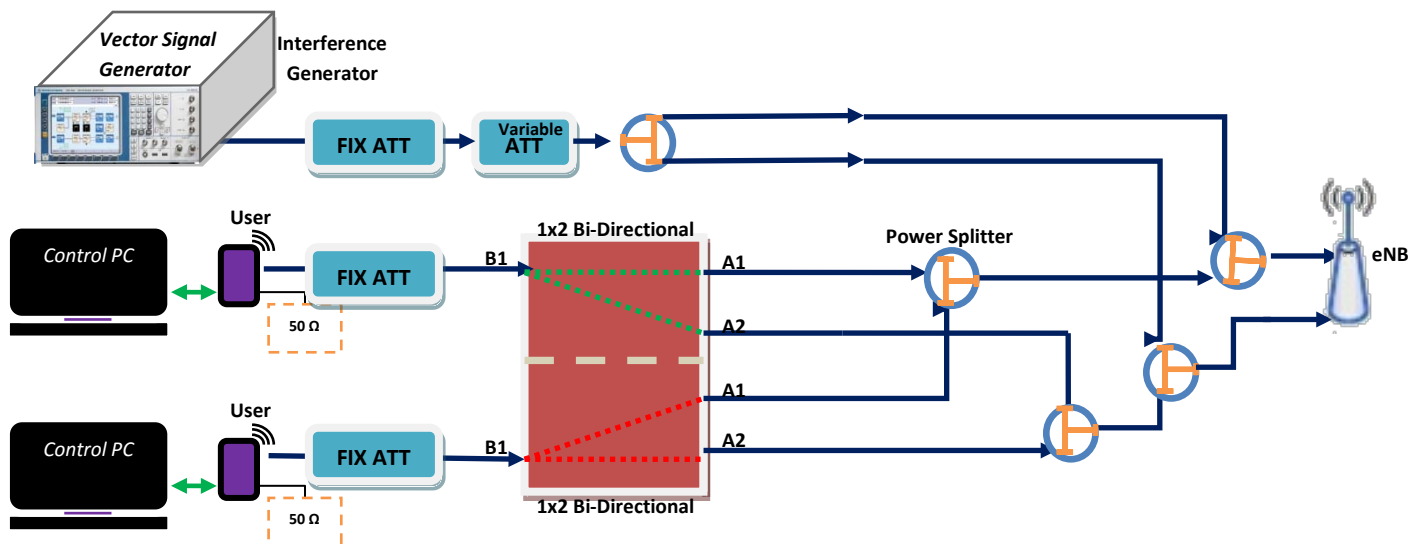 Vector Signal
Generator
Interference
Generator
FIX ATT
Variable
ATT
User
1x2 Bi-Directional
Control PC
FIX ATT
B1
A1
Power Splitter
eNB
50 Ω
A2
User
A1
Control PC
FIX ATT
B1
A2
50 Ω
1x2 Bi-Directional